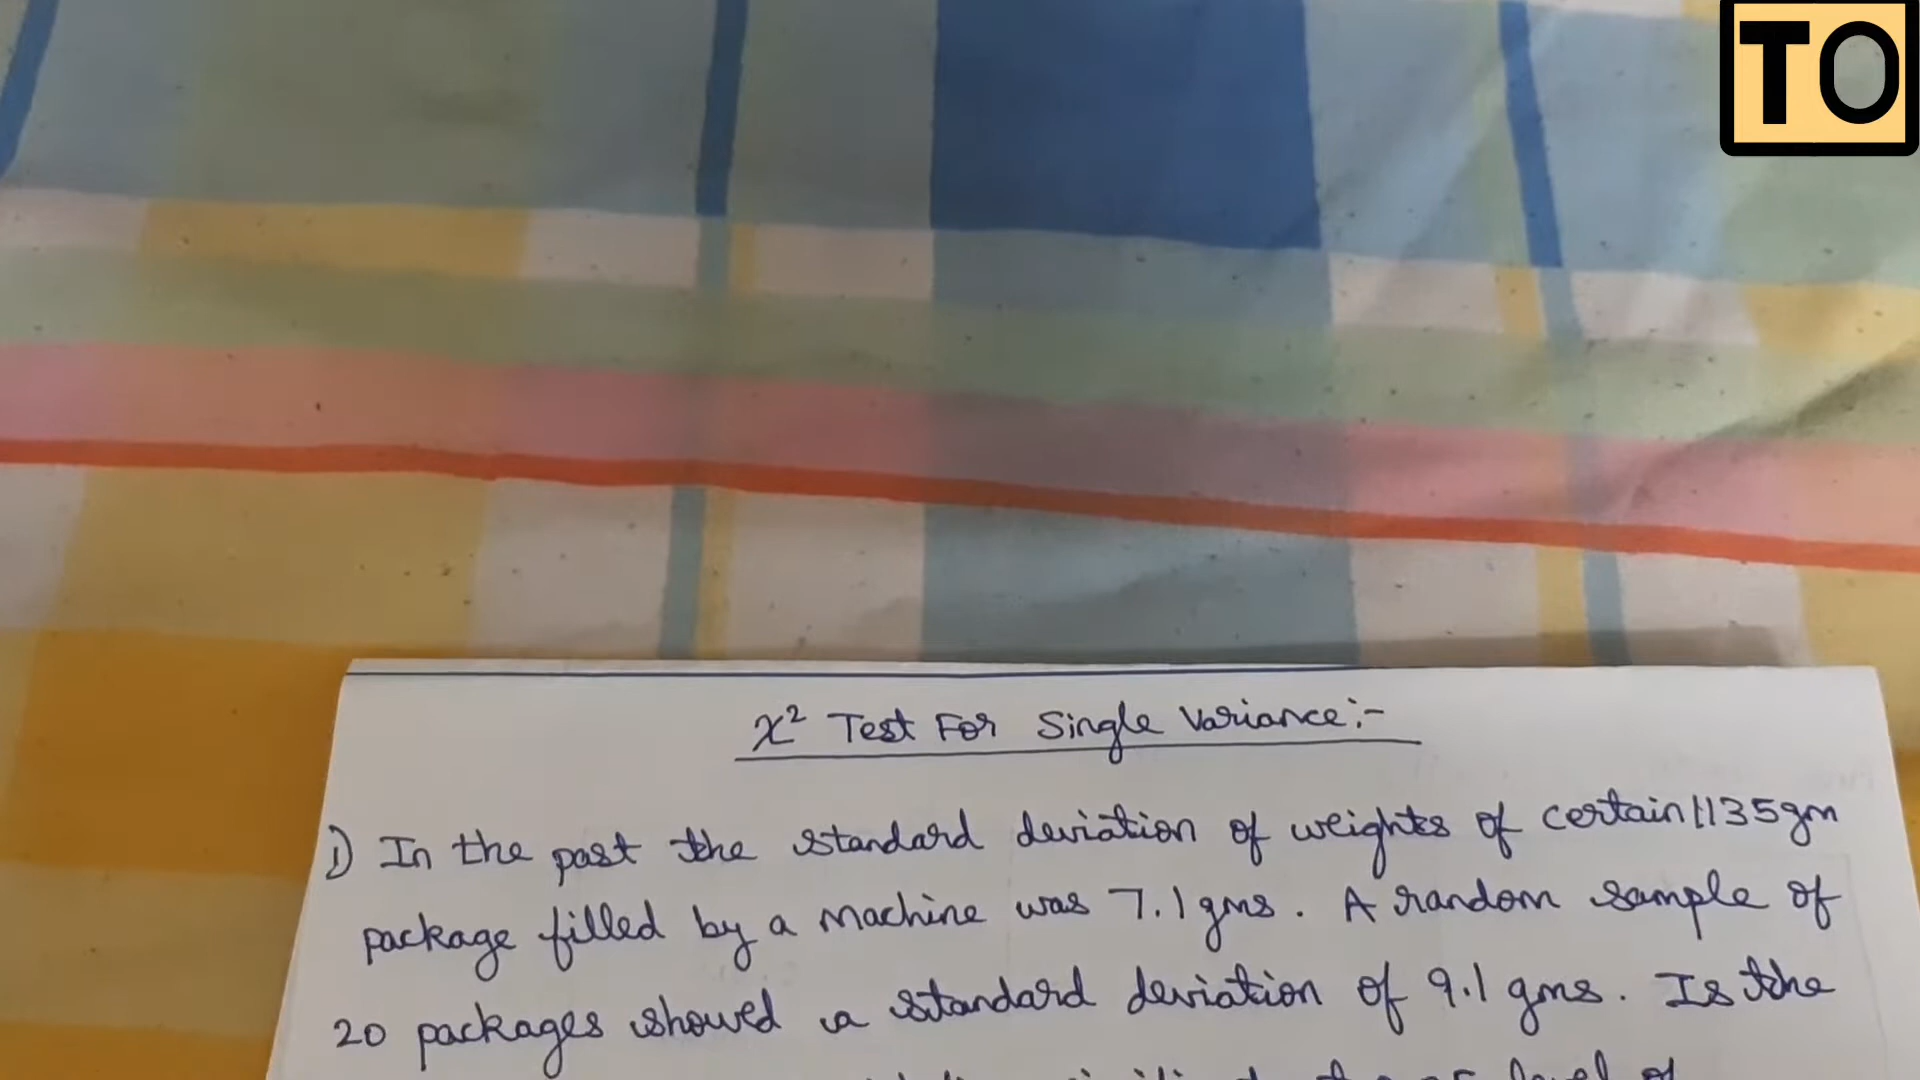 TO
χ² Test For Single Variance:-
1) In the past the standard deviation of weights of certain 1135gm
package filled by a machine was 7.1 gms. A random sample of
20 packages showed a standard deviation of 9.1 gms. Is the
level of